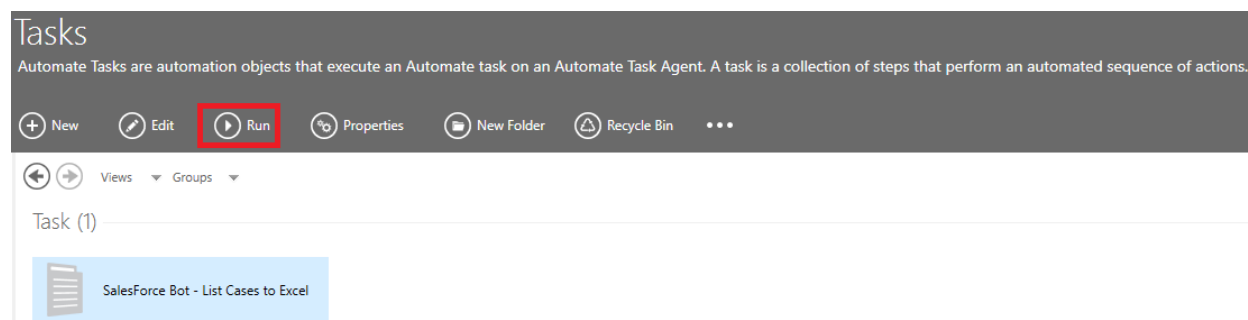 Tasks
Automate Tasks are automation objects that execute an Automate task on an Automate Task Agent. A task is a collection of steps that perform an automated sequence of actions.
New Edit Run Properties New Folder Recycle Bin •••
Views Groups
Task (1)
SalesForce Bot - List Cases to Excel